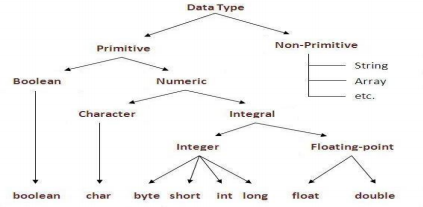 Data Type
Primitive
Non-Primitive
String
Array
etc.
Boolean
Numeric
Character
Integral
Integer
Floating-point
boolean
char
byte
short
int
long
float
double